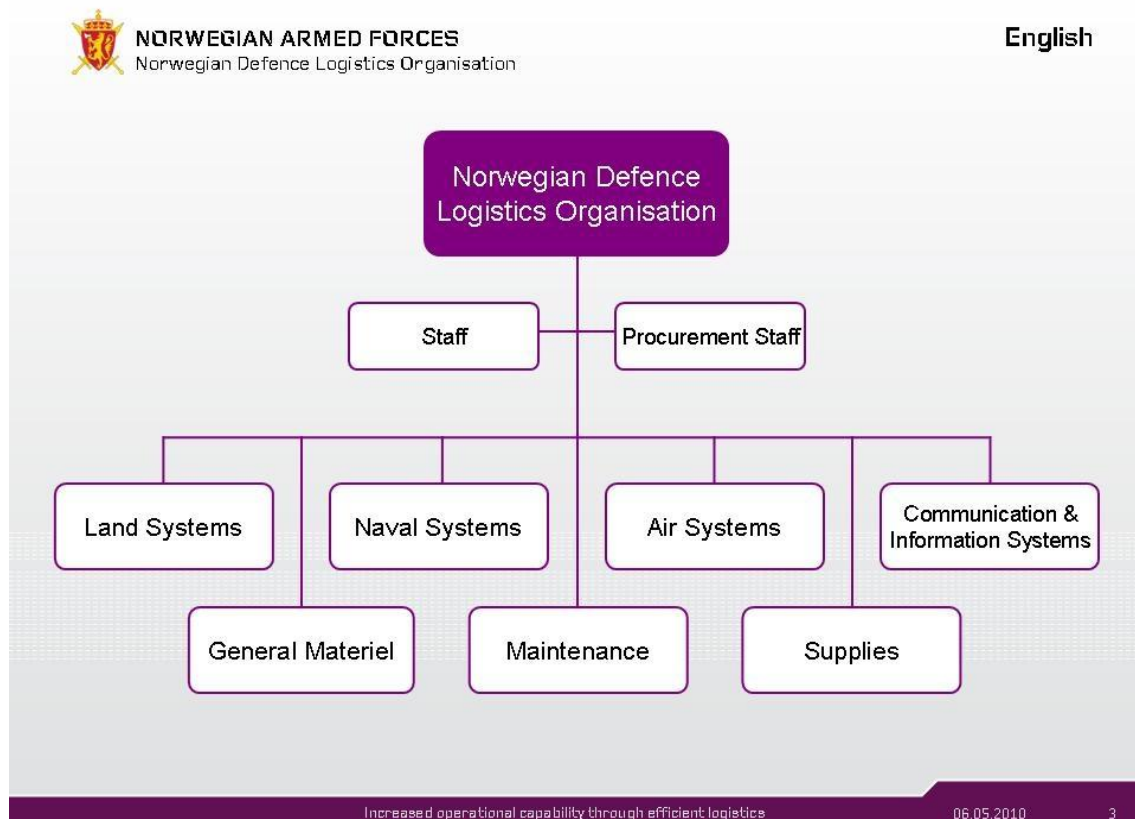 NORWEGIAN ARMED FORCES
Norwegian Defence Logistics Organisation
English
Norwegian Defence
Logistics Organisation
Staff
Procurement Staff
Land Systems
Naval Systems
Air Systems
Communication &
Information Systems
General Materiel
Maintenance
Supplies
Increased operational capability through efficient logistics
06.05.2010
3